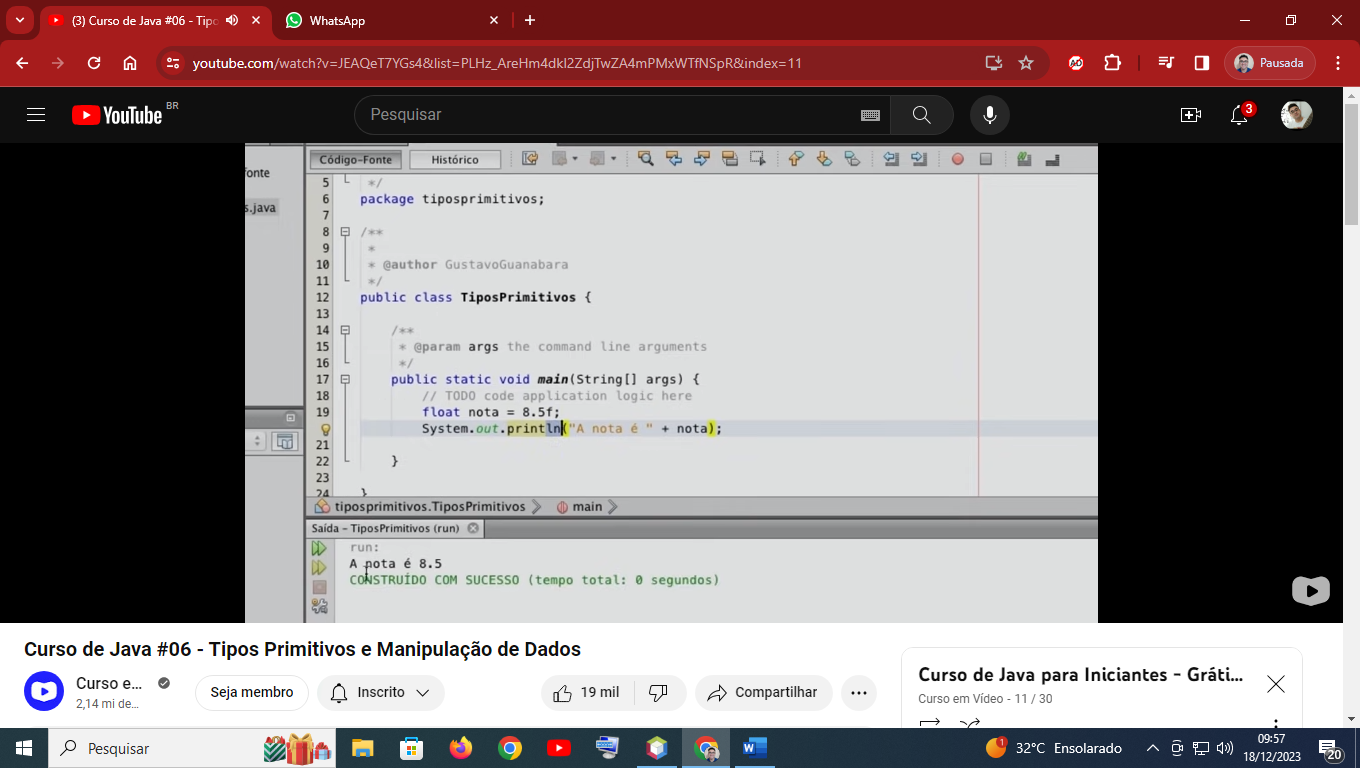 (3) Curso de Java #06 - Tipo
WhatsApp
youtube.com/watch?v=JEAQeT7YGs4&list=PLHz_AreHm4dkI2ZdjTwZA4mPMxWTfNSpR&index=11
Pausada
YouTube BR
Pesquisar
3
Código-Fonte Histórico
onte
s.java
5 */
6 package tiposprimitivos;
7
8 /**
9 *
10 * @author GustavoGuanabara
11 */
12 public class TiposPrimitivos {
13
14 /**
15 * @param args the command line arguments
16 */
17 public static void main(String[] args) {
18 // TODO code application logic here
19 float nota = 8.5f;
System.out.println("A nota é " + nota);
21
22 }
23
24 }
tiposprimitivos.TiposPrimitivos main
Saída - TiposPrimitivos (run)
run:
A nota é 8.5
CONSTRUÍDO COM SUCESSO (tempo total: 0 segundos)
Curso de Java #06 - Tipos Primitivos e Manipulação de Dados
Curso e...
2,14 mi de...
Seja membro
Inscrito
19 mil
Compartilhar
Curso de Java para Iniciantes - Gráti...
Curso em Vídeo - 11 / 30
Pesquisar
1
32°C Ensolarado
09:57
18/12/2023
20